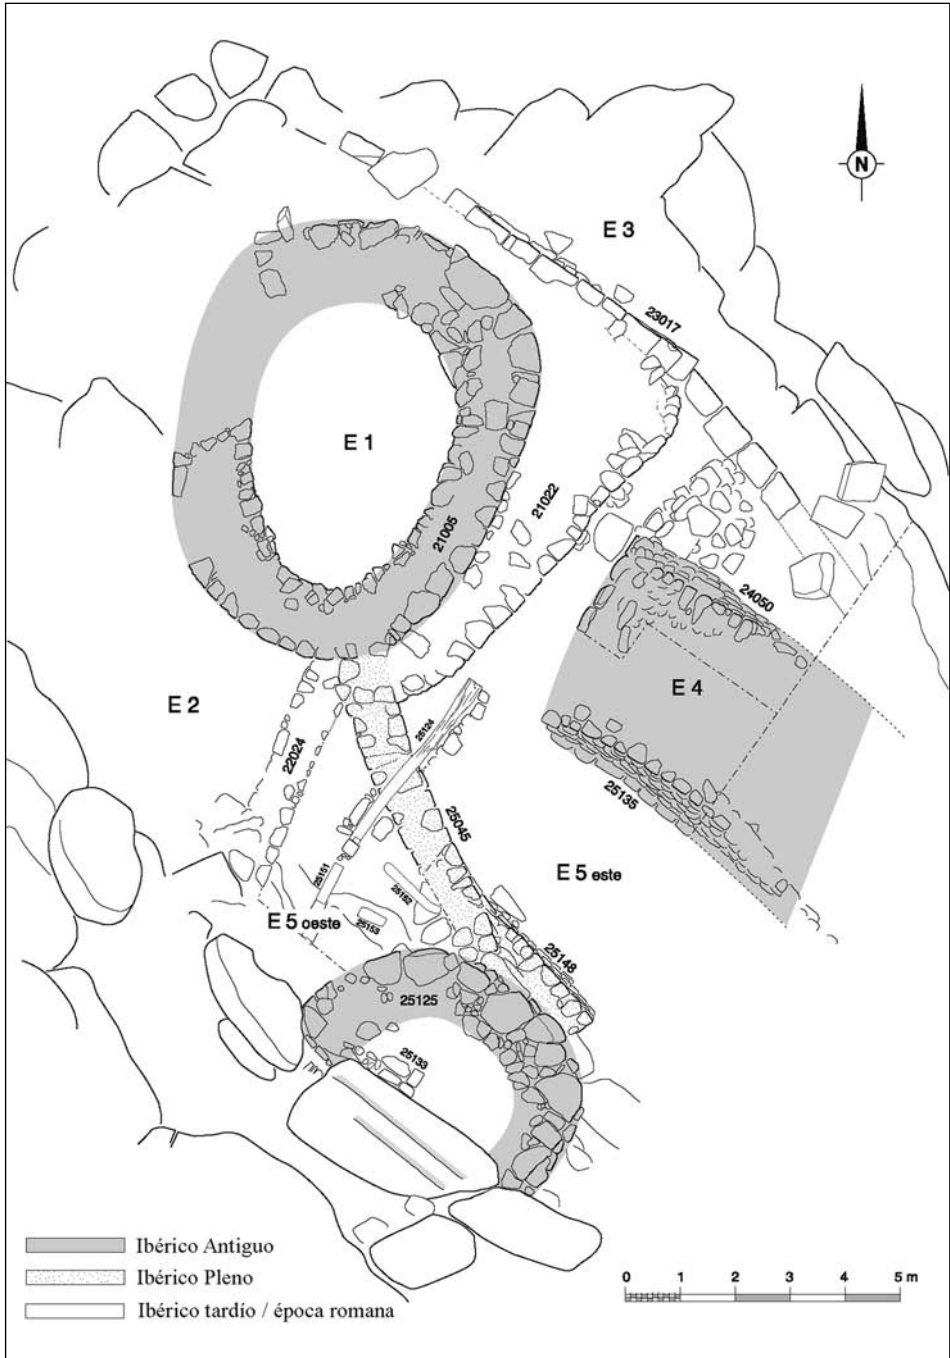 N
E 3
23017
E 1
21005
21022
24050
E 4
E 2
22024
25124
25135
25045
E 5 este
25151
25152
E 5 oeste
25153
25148
25125
25133
Ibérico Antiguo
Ibérico Pleno
Ibérico tardío / época romana
0 1 2 3 4 5 m